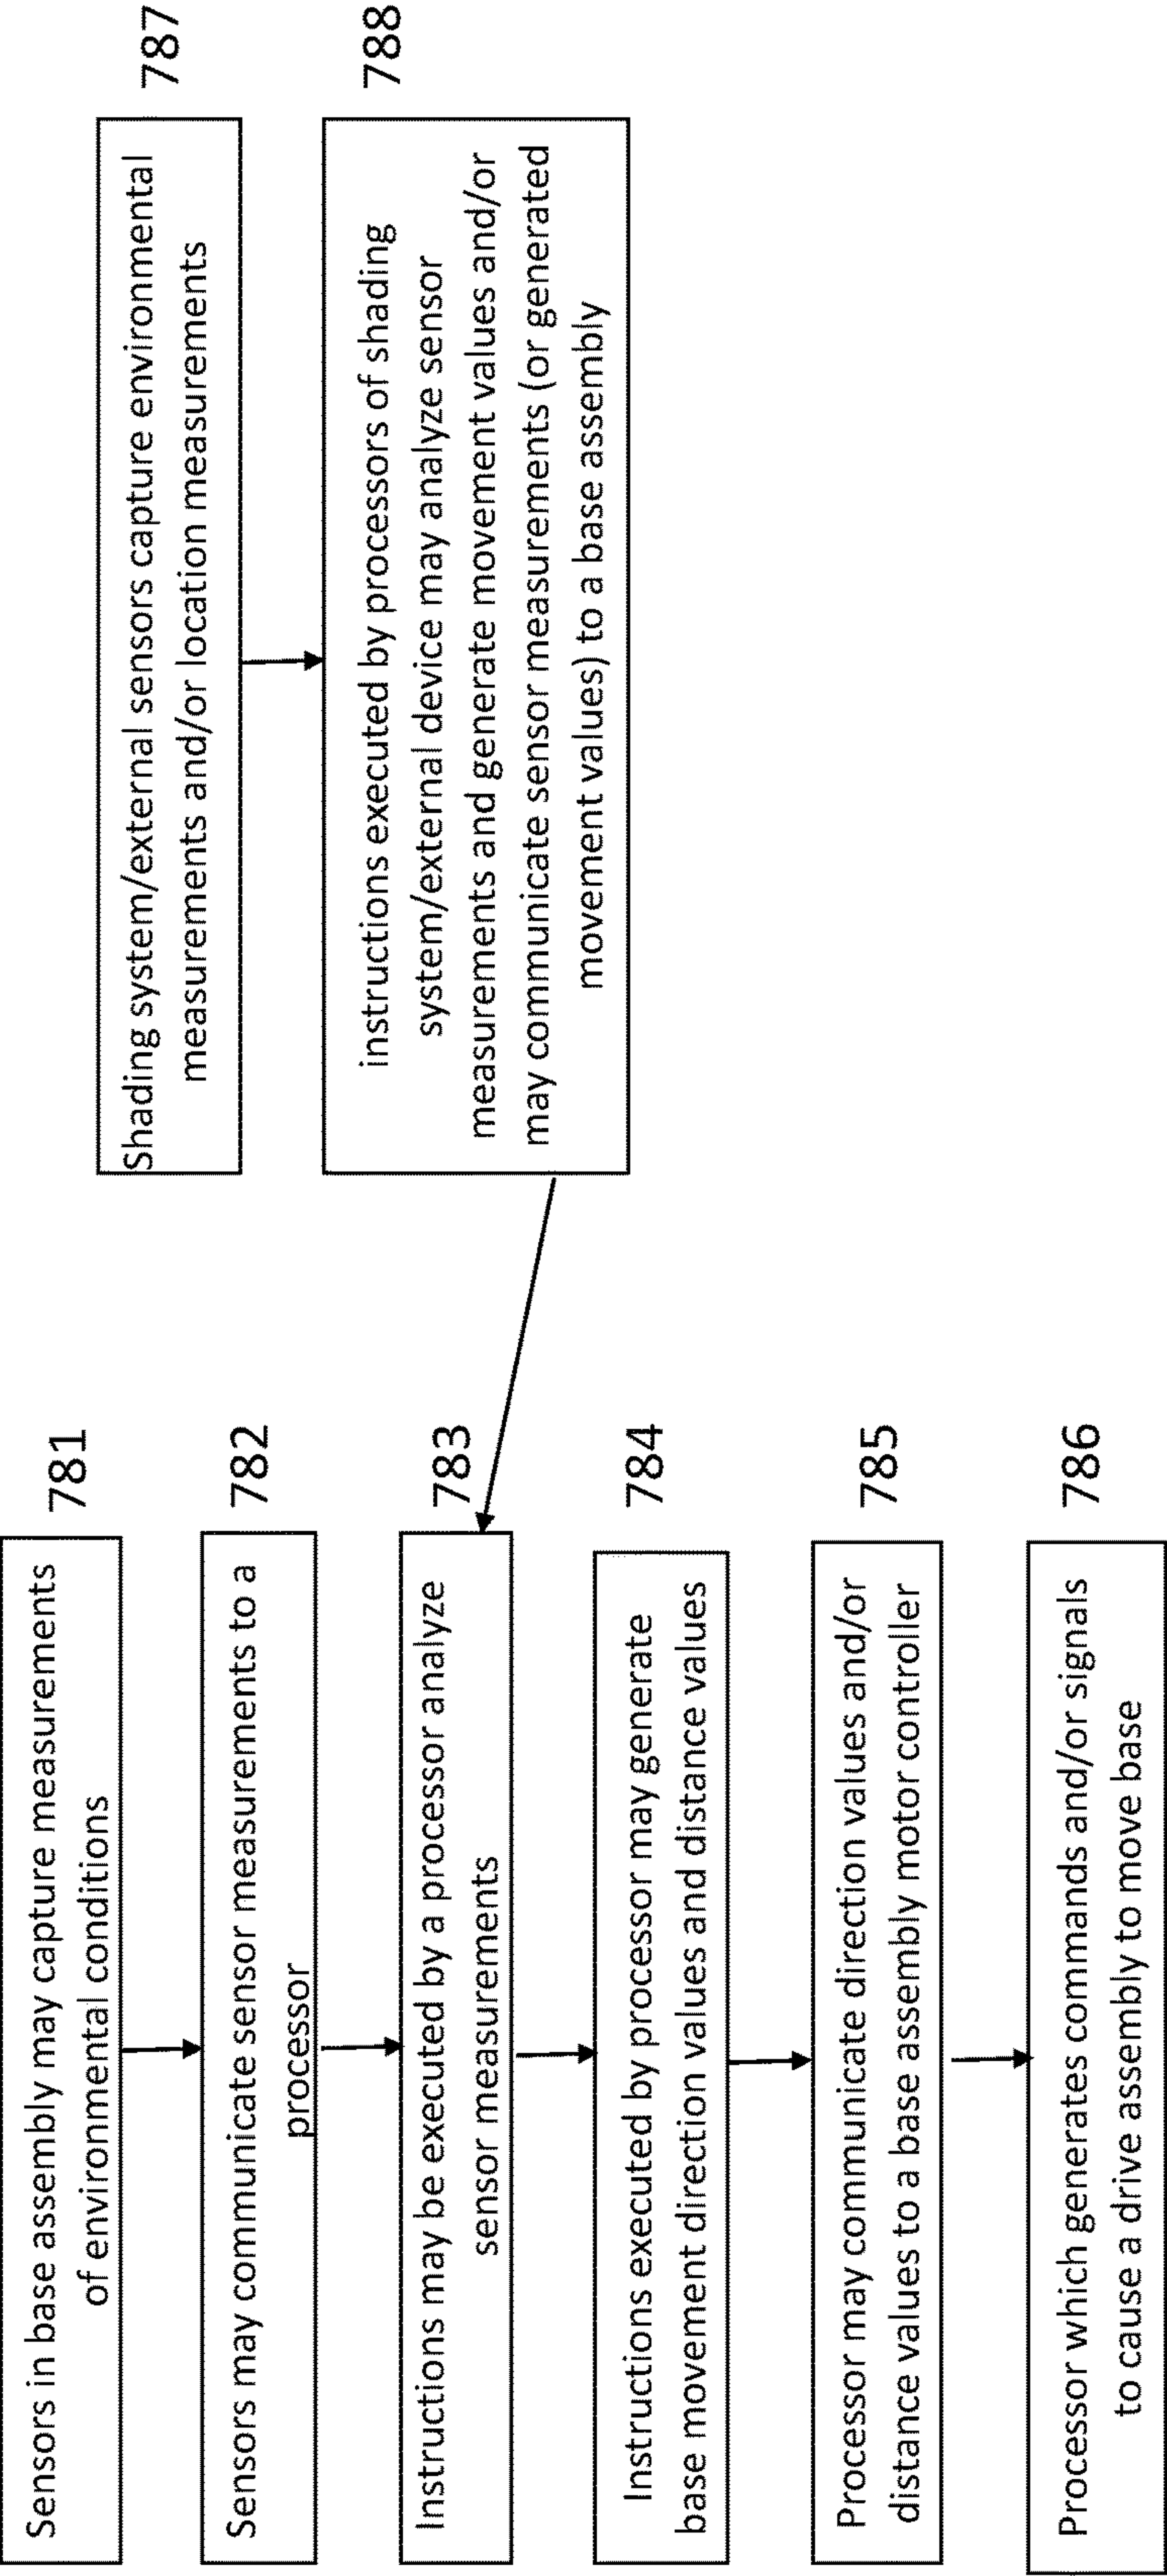 Sensors in base assembly may capture measurements
of environmental conditions
781
Sensors may communicate sensor measurements to a
processor
782
Instructions may be executed by a processor analyze
sensor measurements
783
Instructions executed by processor may generate
base movement direction values and distance values
784
Processor may communicate direction values and/or
distance values to a base assembly motor controller
785
Processor which generates commands and/or signals
to cause a drive assembly to move base
786
Shading system/external sensors capture environmental
measurements and/or location measurements
787
instructions executed by processors of shading
system/external device may analyze sensor
measurements and generate movement values and/or
may communicate sensor measurements (or generated
movement values) to a base assembly
788